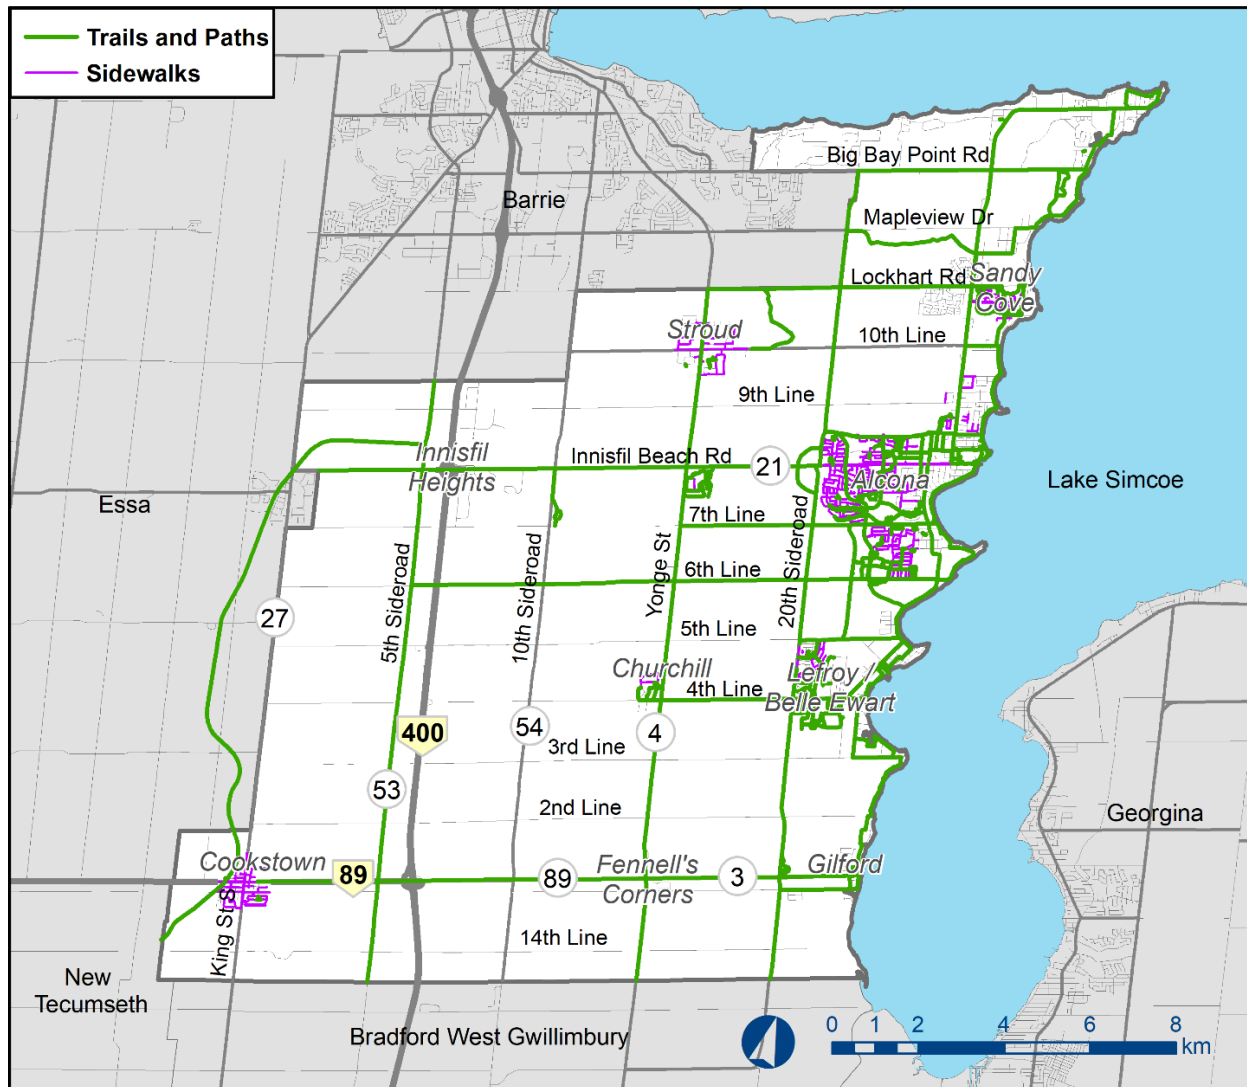 Trails and Paths
Sidewalks
Big Bay Point Rd
Barrie
Mapleview Dr
Lockhart Rd
Sandy
Cove
Stroud
10th Line
9th Line
Innisfil
Heights
Innisfil Beach Rd
21
Alcona
Lake Simcoe
Essa
7th Line
5th Sideroad
10th Sideroad
Yonge St
20th Sideroad
6th Line
27
5th Line
Churchill
4th Line
Lefroy /
Belle Ewart
400
54
4
3rd Line
53
2nd Line
Georgina
Cookstown
89
89
Fennell's
Corners
3
Gilford
King St S
14th Line
New
Tecumseth
Bradford West Gwillimbury
0 1 2 4 6 8
km